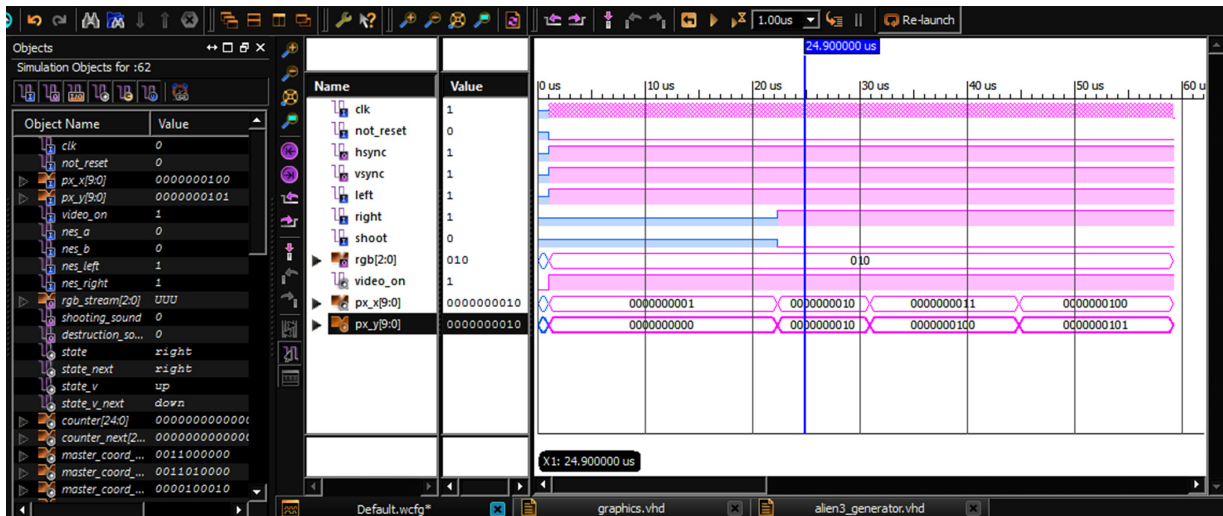 1.00us Re-launch
Objects
Simulation Objects for :62
Object Name Value
clk 0
not_reset 0
px_x[9:0] 0000000100
px_y[9:0] 0000000101
video_on 1
nes_a 0
nes_b 0
nes_left 1
nes_right 1
rgb_stream[2:0] UUU
shooting_sound 0
destruction_so... 0
state right
state_next right
state_v up
state_v_next down
counter[24:0]
counter_next[2...
master_coord_... 0011000000
master_coord_... 0011010000
master_coord_... 0000100010
Name Value
clk 1
not_reset 0
hsync 1
vsync 1
left 1
right 1
shoot 0
rgb[2:0] 010
video_on 1
px_x[9:0] 0000000010
px_y[9:0] 0000000010
24.900000 us
0 us 10 us 20 us 30 us 40 us 50 us 60 u
010
0000000001 0000000010 0000000011 0000000100
0000000000 0000000010 0000000100 0000000101
X1: 24.900000 us
Default.wcfg* graphics.vhd alien3_generator.vhd